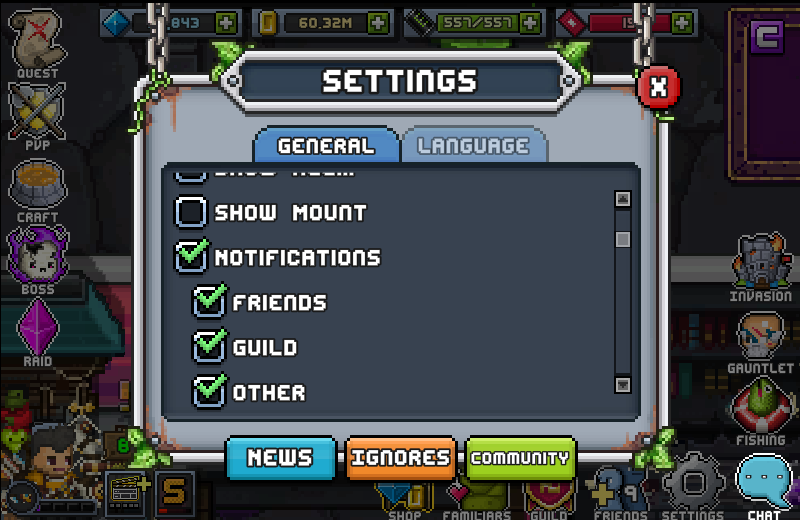 ,843
60,32M
557/557
SETTINGS
X
QUEST
PVP
CRAFT
BOSS
RAID
GENERAL
LANGUAGE
SHOW MOUNT
NOTIFICATIONS
FRIENDS
GUILD
OTHER
NEWS
IGNORES
COMMUNITY
INVASION
GAUNTLET
FISHING
S
SHOP
FAMILIARS
GUILD
FRIENDS
SETTINGS
CHAT